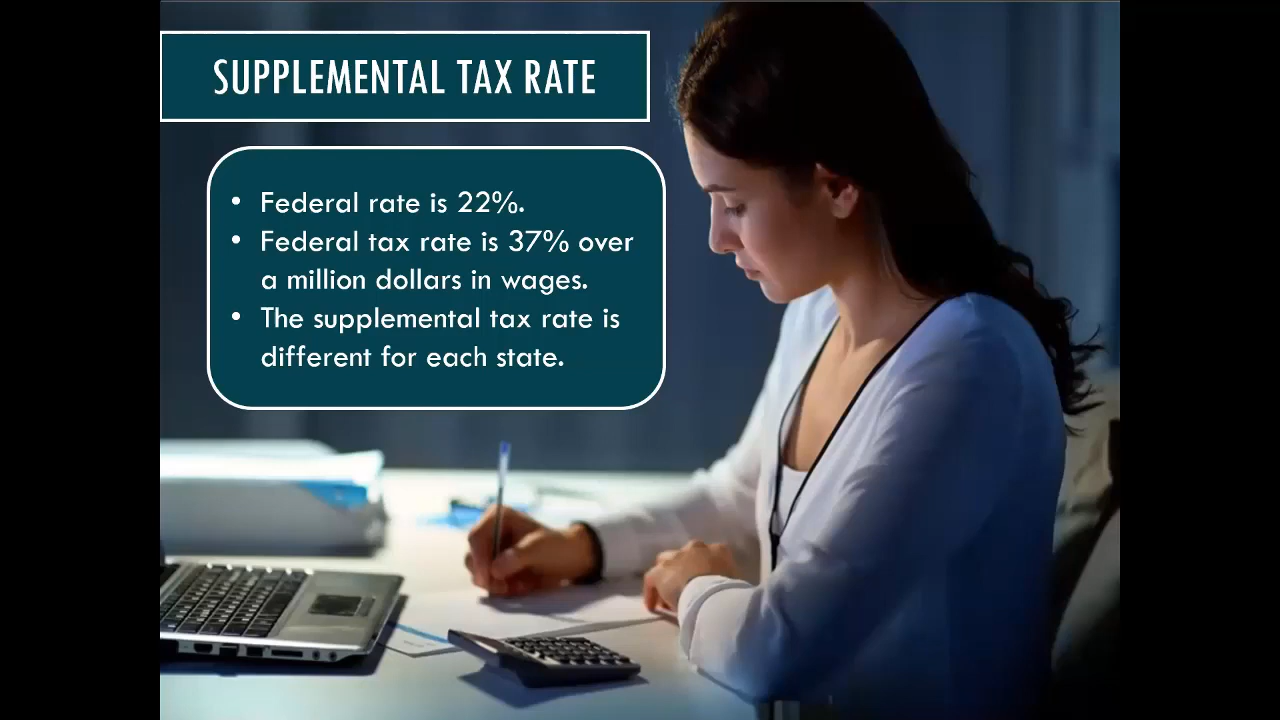 SUPPLEMENTAL TAX RATE
• Federal rate is 22%.
• Federal tax rate is 37% over
a million dollars in wages.
• The supplemental tax rate is
different for each state.